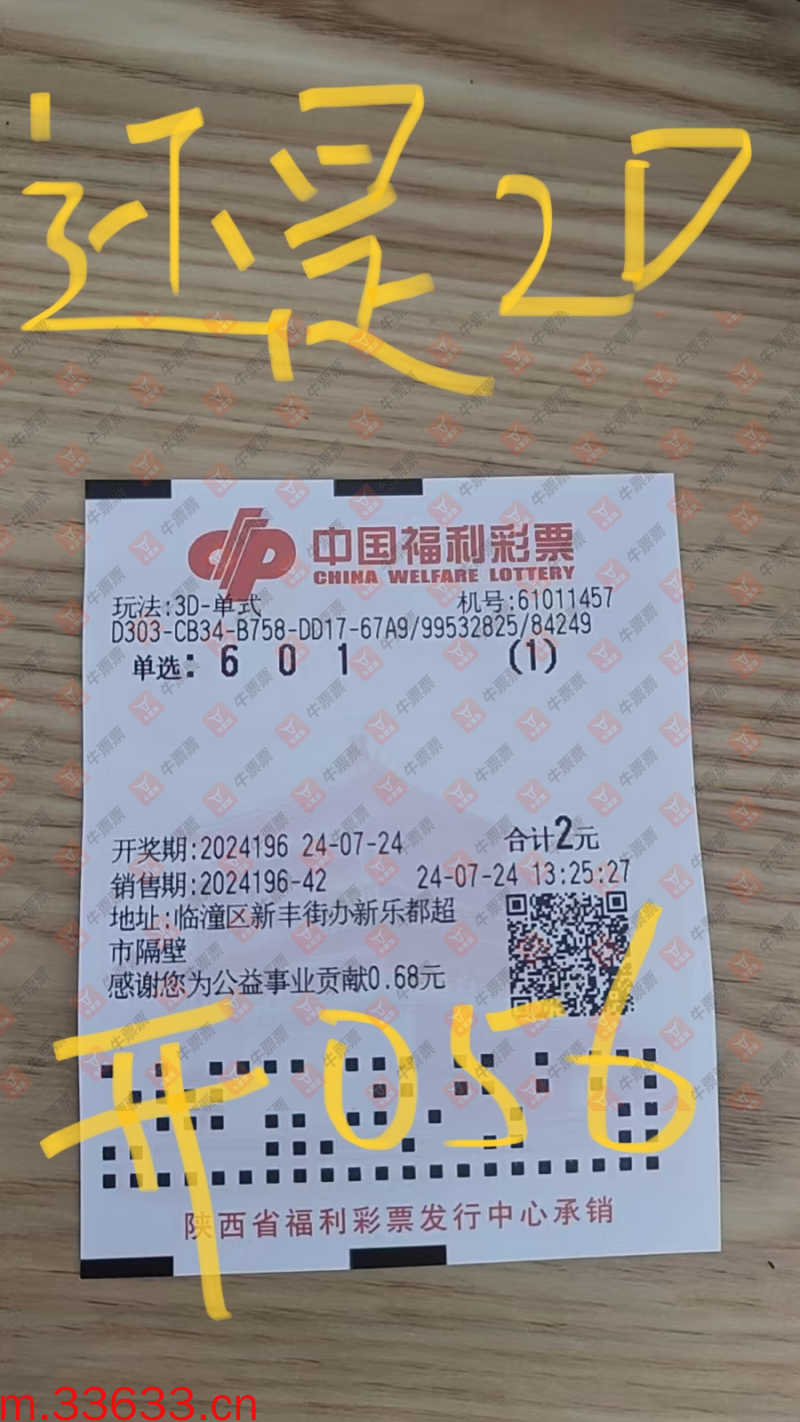 还是2D
中国福利彩票
CHINA WELFARE LOTTERY
玩法:3D-单式 机号:61011457
D303-CB34-B758-DD17-67A9/99532825/84249
单选: 6 0 1 (1)
开奖期:2024196 24-07-24 合计2元
销售期:2024196-42 24-07-24 13:25:27
地址:临潼区新丰街办新乐都超
市隔壁
感谢您为公益事业贡献0.68元
开056
陕西省福利彩票发行中心承销
m.33633.cn
牛票票